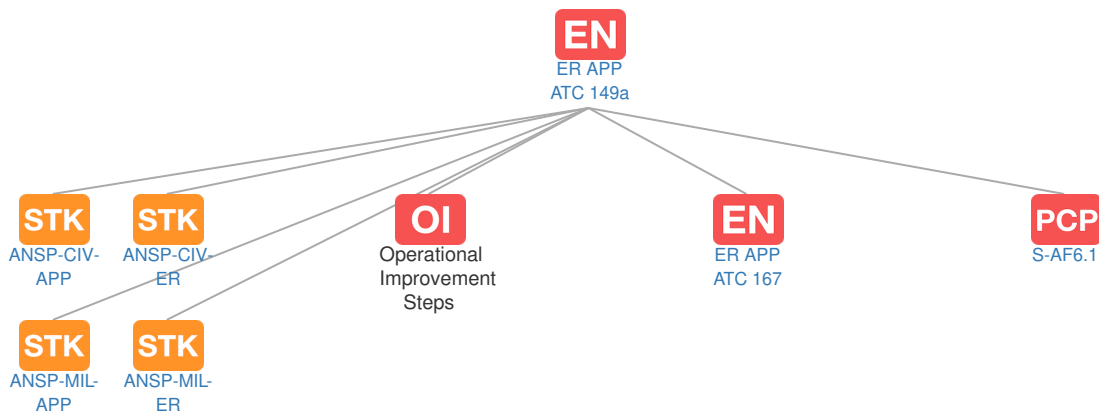 EN
ER APP
ATC 149a
STK
ANSP-CIV-
APP
STK
ANSP-CIV-
ER
OI
Operational
Improvement
Steps
EN
ER APP
ATC 167
PCP
S-AF6.1
STK
ANSP-MIL-
APP
STK
ANSP-MIL-
ER